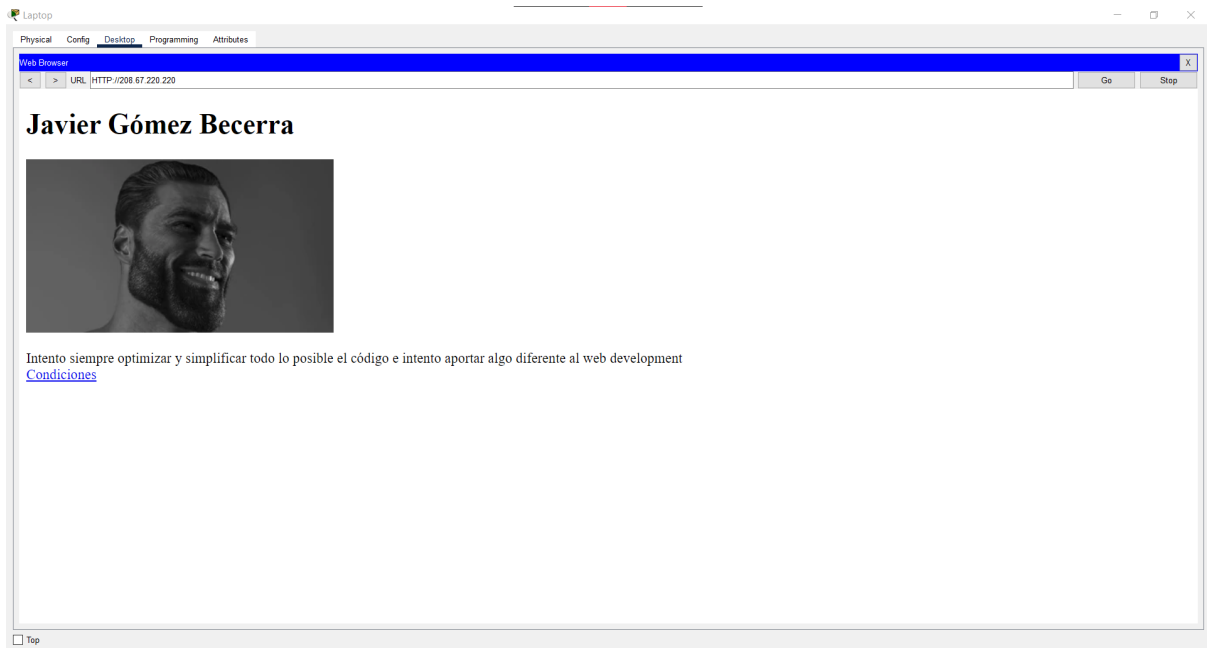 Laptop
Physical Config Desktop Programming Attributes
Web Browser X
< > URL HTTP://208.67.220.220 Go Stop
Javier Gómez Becerra
Intento siempre optimizar y simplificar todo lo posible el código e intento aportar algo diferente al web development
Condiciones
Top